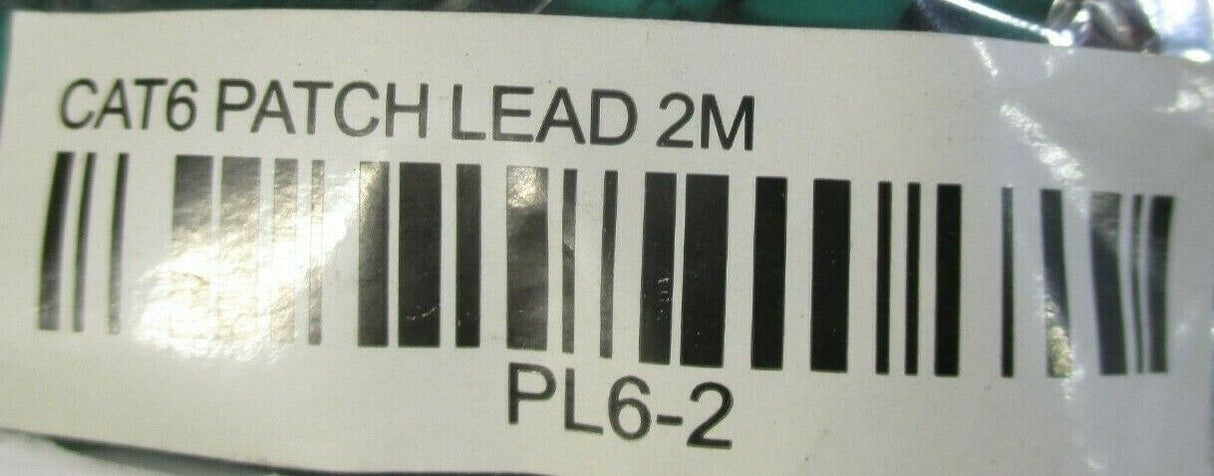 CAT6 PATCH LEAD 2M
PL6-2